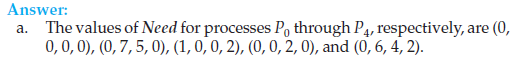 Answer:
a. The values of Need for processes P₀ through P₄, respectively, are (0,
0, 0, 0), (0, 7, 5, 0), (1, 0, 0, 2), (0, 0, 2, 0), and (0, 6, 4, 2).